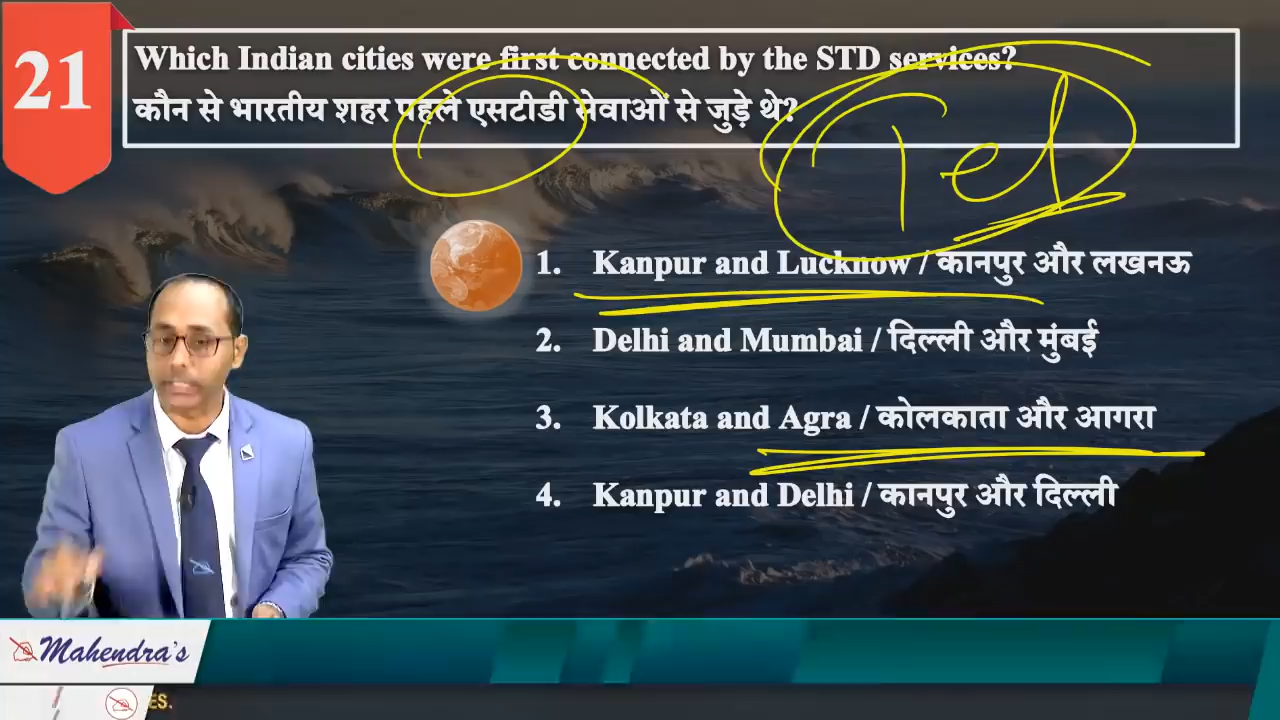 21
Which Indian cities were first connected by the STD services?
कौन से भारतीय शहर पहले एसटीडी सेवाओं से जुड़े थे?
Tel
1. Kanpur and Lucknow / कानपुर और लखनऊ
2. Delhi and Mumbai / दिल्ली और मुंबई
3. Kolkata and Agra / कोलकाता और आगरा
4. Kanpur and Delhi / कानपुर और दिल्ली
Mahendra's
ES.